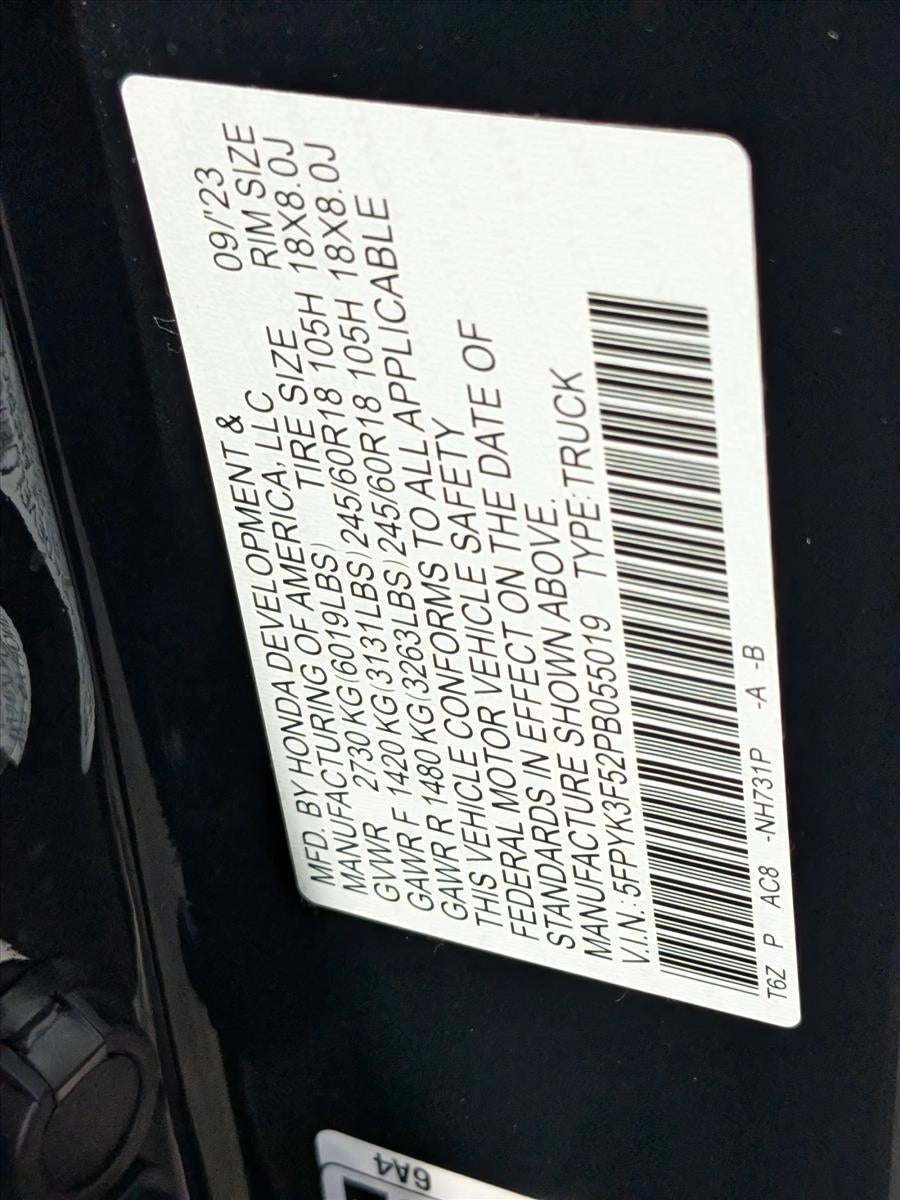 09/'23
MFD. BY HONDA DEVELOPMENT &
MANUFACTURING OF AMERICA, LLC RIM SIZE
GVWR 2730 KG (6019LBS) TIRE SIZE 18X8.0J
GAWR F 1420 KG (3131LBS) 245/60R18 105H 18X8.0J
GAWR R 1480 KG (3263LBS) 245/60R18 105H
THIS VEHICLE CONFORMS TO ALL APPLICABLE
FEDERAL MOTOR VEHICLE SAFETY
STANDARDS IN EFFECT ON THE DATE OF
MANUFACTURE SHOWN ABOVE.
V.I.N.: 5FPYK3F52PB055019 TYPE: TRUCK
T6Z P AC8 -NH731P -A -B
6A4